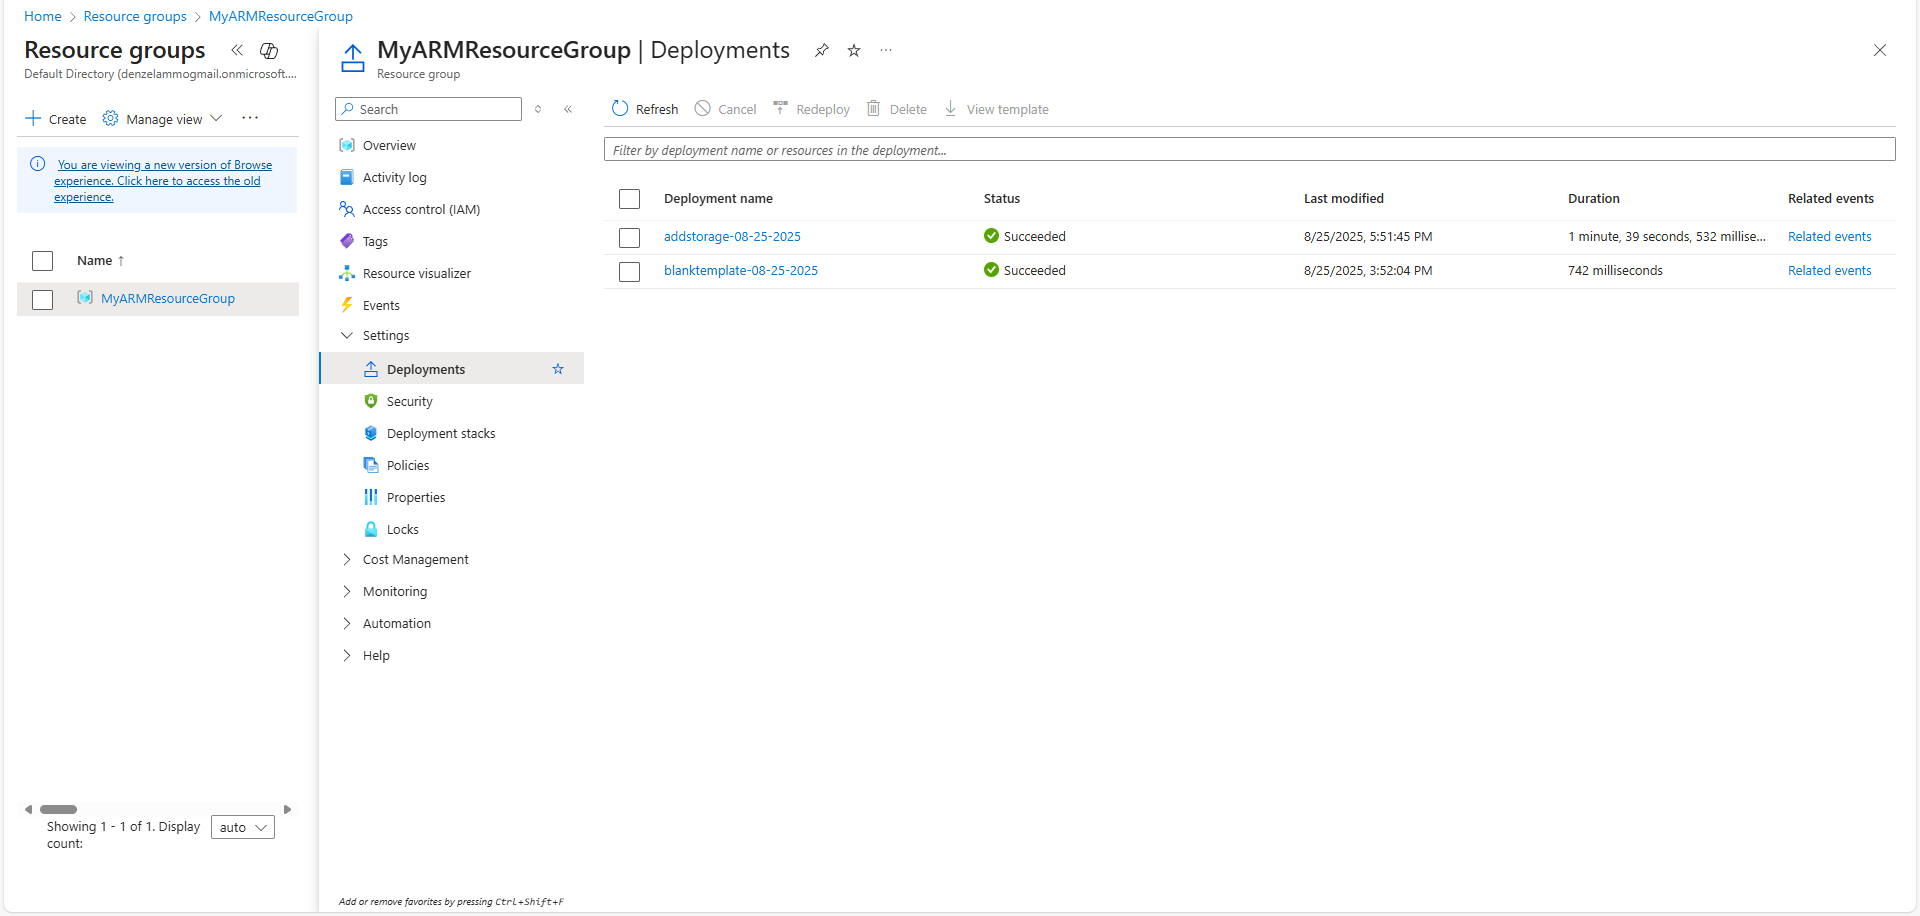 Home > Resource groups > MyARMResourceGroup
Resource groups
Default Directory (denzelammogmail.onmicrosoft....
Create
Manage view
You are viewing a new version of Browse
experience. Click here to access the old
experience.
Name ↑
MyARMResourceGroup
Showing 1 - 1 of 1. Display
count:
auto
MyARMResourceGroup | Deployments
Resource group
Search
Overview
Activity log
Access control (IAM)
Tags
Resource visualizer
Events
Settings
Deployments
Security
Deployment stacks
Policies
Properties
Locks
Cost Management
Monitoring
Automation
Help
Add or remove favorites by pressing Ctrl+Shift+F
Refresh Cancel Redeploy Delete View template
Filter by deployment name or resources in the deployment...
Deployment name Status Last modified Duration Related events
addstorage-08-25-2025 Succeeded 8/25/2025, 5:51:45 PM 1 minute, 39 seconds, 532 millise... Related events
blanktemplate-08-25-2025 Succeeded 8/25/2025, 3:52:04 PM 742 milliseconds Related events